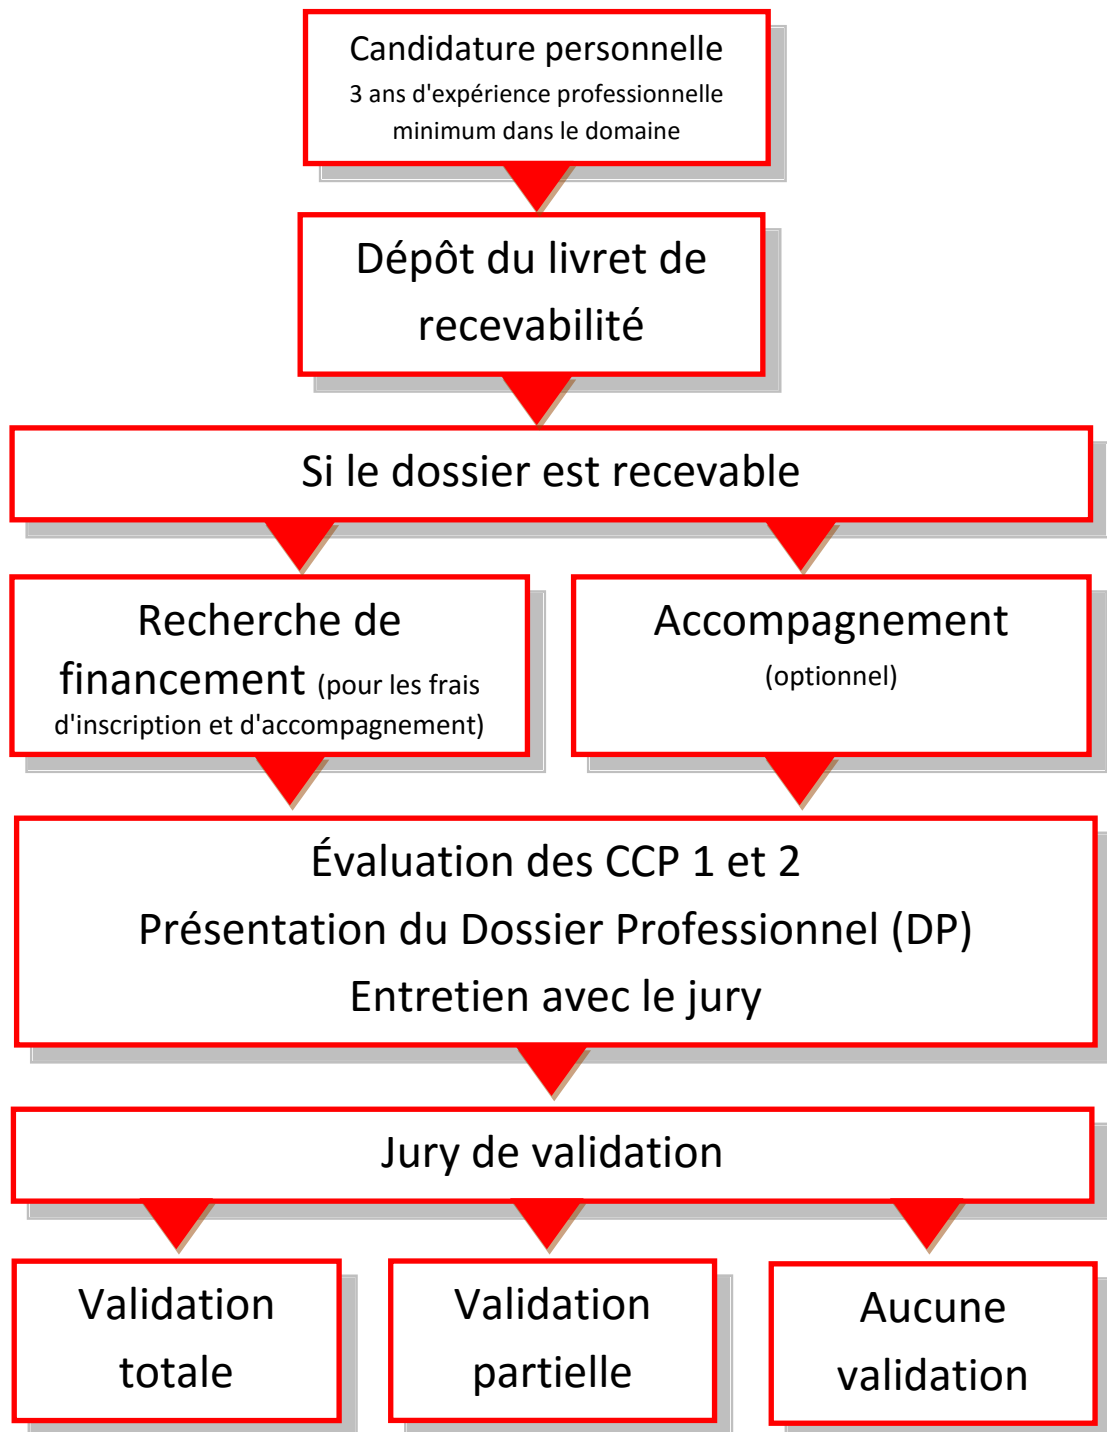 Candidature personnelle
3 ans d'expérience professionnelle
minimum dans le domaine
Dépôt du livret de
recevabilité
Si le dossier est recevable
Recherche de
financement (pour les frais
d'inscription et d'accompagnement)
Accompagnement
(optionnel)
Évaluation des CCP 1 et 2
Présentation du Dossier Professionnel (DP)
Entretien avec le jury
Jury de validation
Validation
totale
Validation
partielle
Aucune
validation